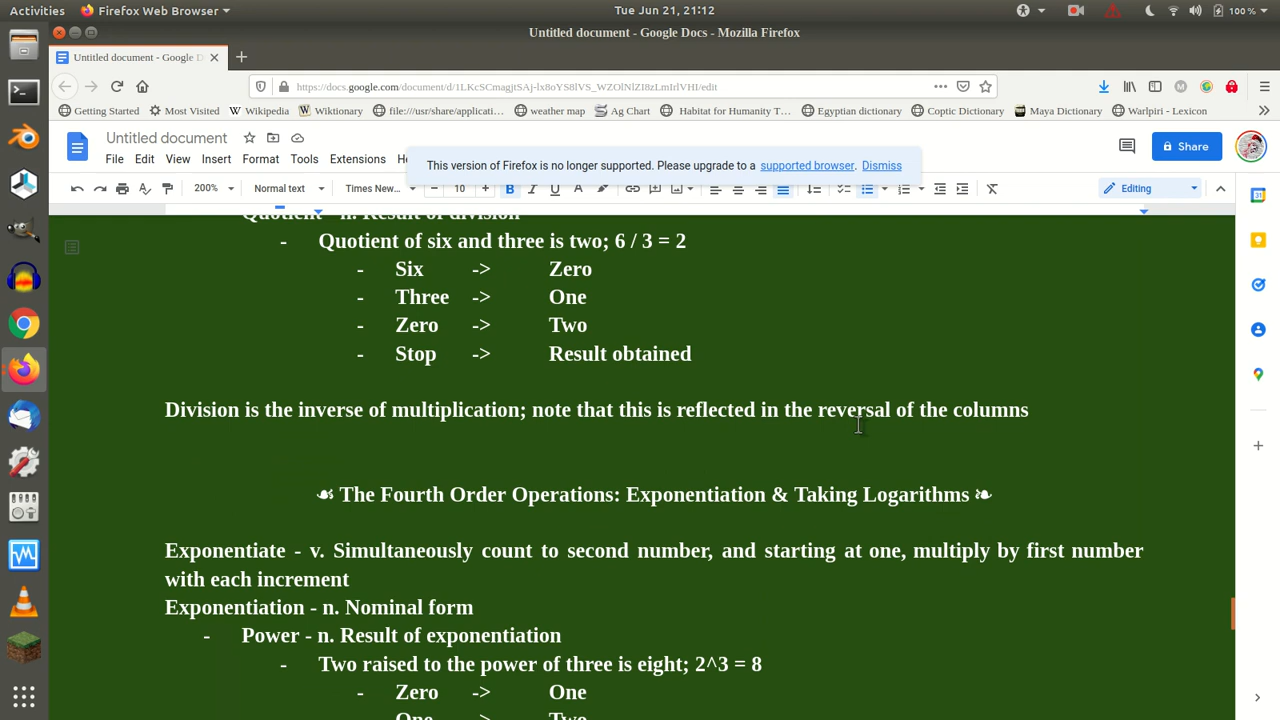 Activities Firefox Web Browser Tue Jun 21, 21:12 100 %
Untitled document - Google Docs - Mozilla Firefox
Untitled document - Google D
https://docs.google.com/document/d/1LKcSCmagjtSAj-lx8oYS8lVS_WZOlNlZI8zLmIrlVHI/edit
Getting Started Most Visited Wikipedia Wiktionary file:///usr/share/applicati... weather map Ag Chart Habitat for Humanity T... Egyptian dictionary Coptic Dictionary Maya Dictionary Warlpiri - Lexicon
Untitled document
Share
File Edit View Insert Format Tools Extensions
This version of Firefox is no longer supported. Please upgrade to a supported browser. Dismiss
200% Normal text Times New... 10 Editing
Quotient - n. Result of division
- Quotient of six and three is two; 6 / 3 = 2
- Six -> Zero
- Three -> One
- Zero -> Two
- Stop -> Result obtained
Division is the inverse of multiplication; note that this is reflected in the reversal of the columns
☙ The Fourth Order Operations: Exponentiation & Taking Logarithms ❧
Exponentiate - v. Simultaneously count to second number, and starting at one, multiply by first number
with each increment
Exponentiation - n. Nominal form
- Power - n. Result of exponentiation
- Two raised to the power of three is eight; 2^3 = 8
- Zero -> One
One -> Two